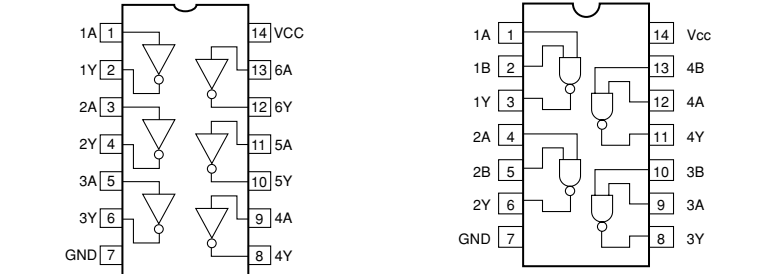 1A 1 14 VCC
1Y 2 13 6A
2A 3 12 6Y
2Y 4 11 5A
3A 5 10 5Y
3Y 6 9 4A
GND 7 8 4Y
1A 1 14 Vcc
1B 2 13 4B
1Y 3 12 4A
2A 4 11 4Y
2B 5 10 3B
2Y 6 9 3A
GND 7 8 3Y